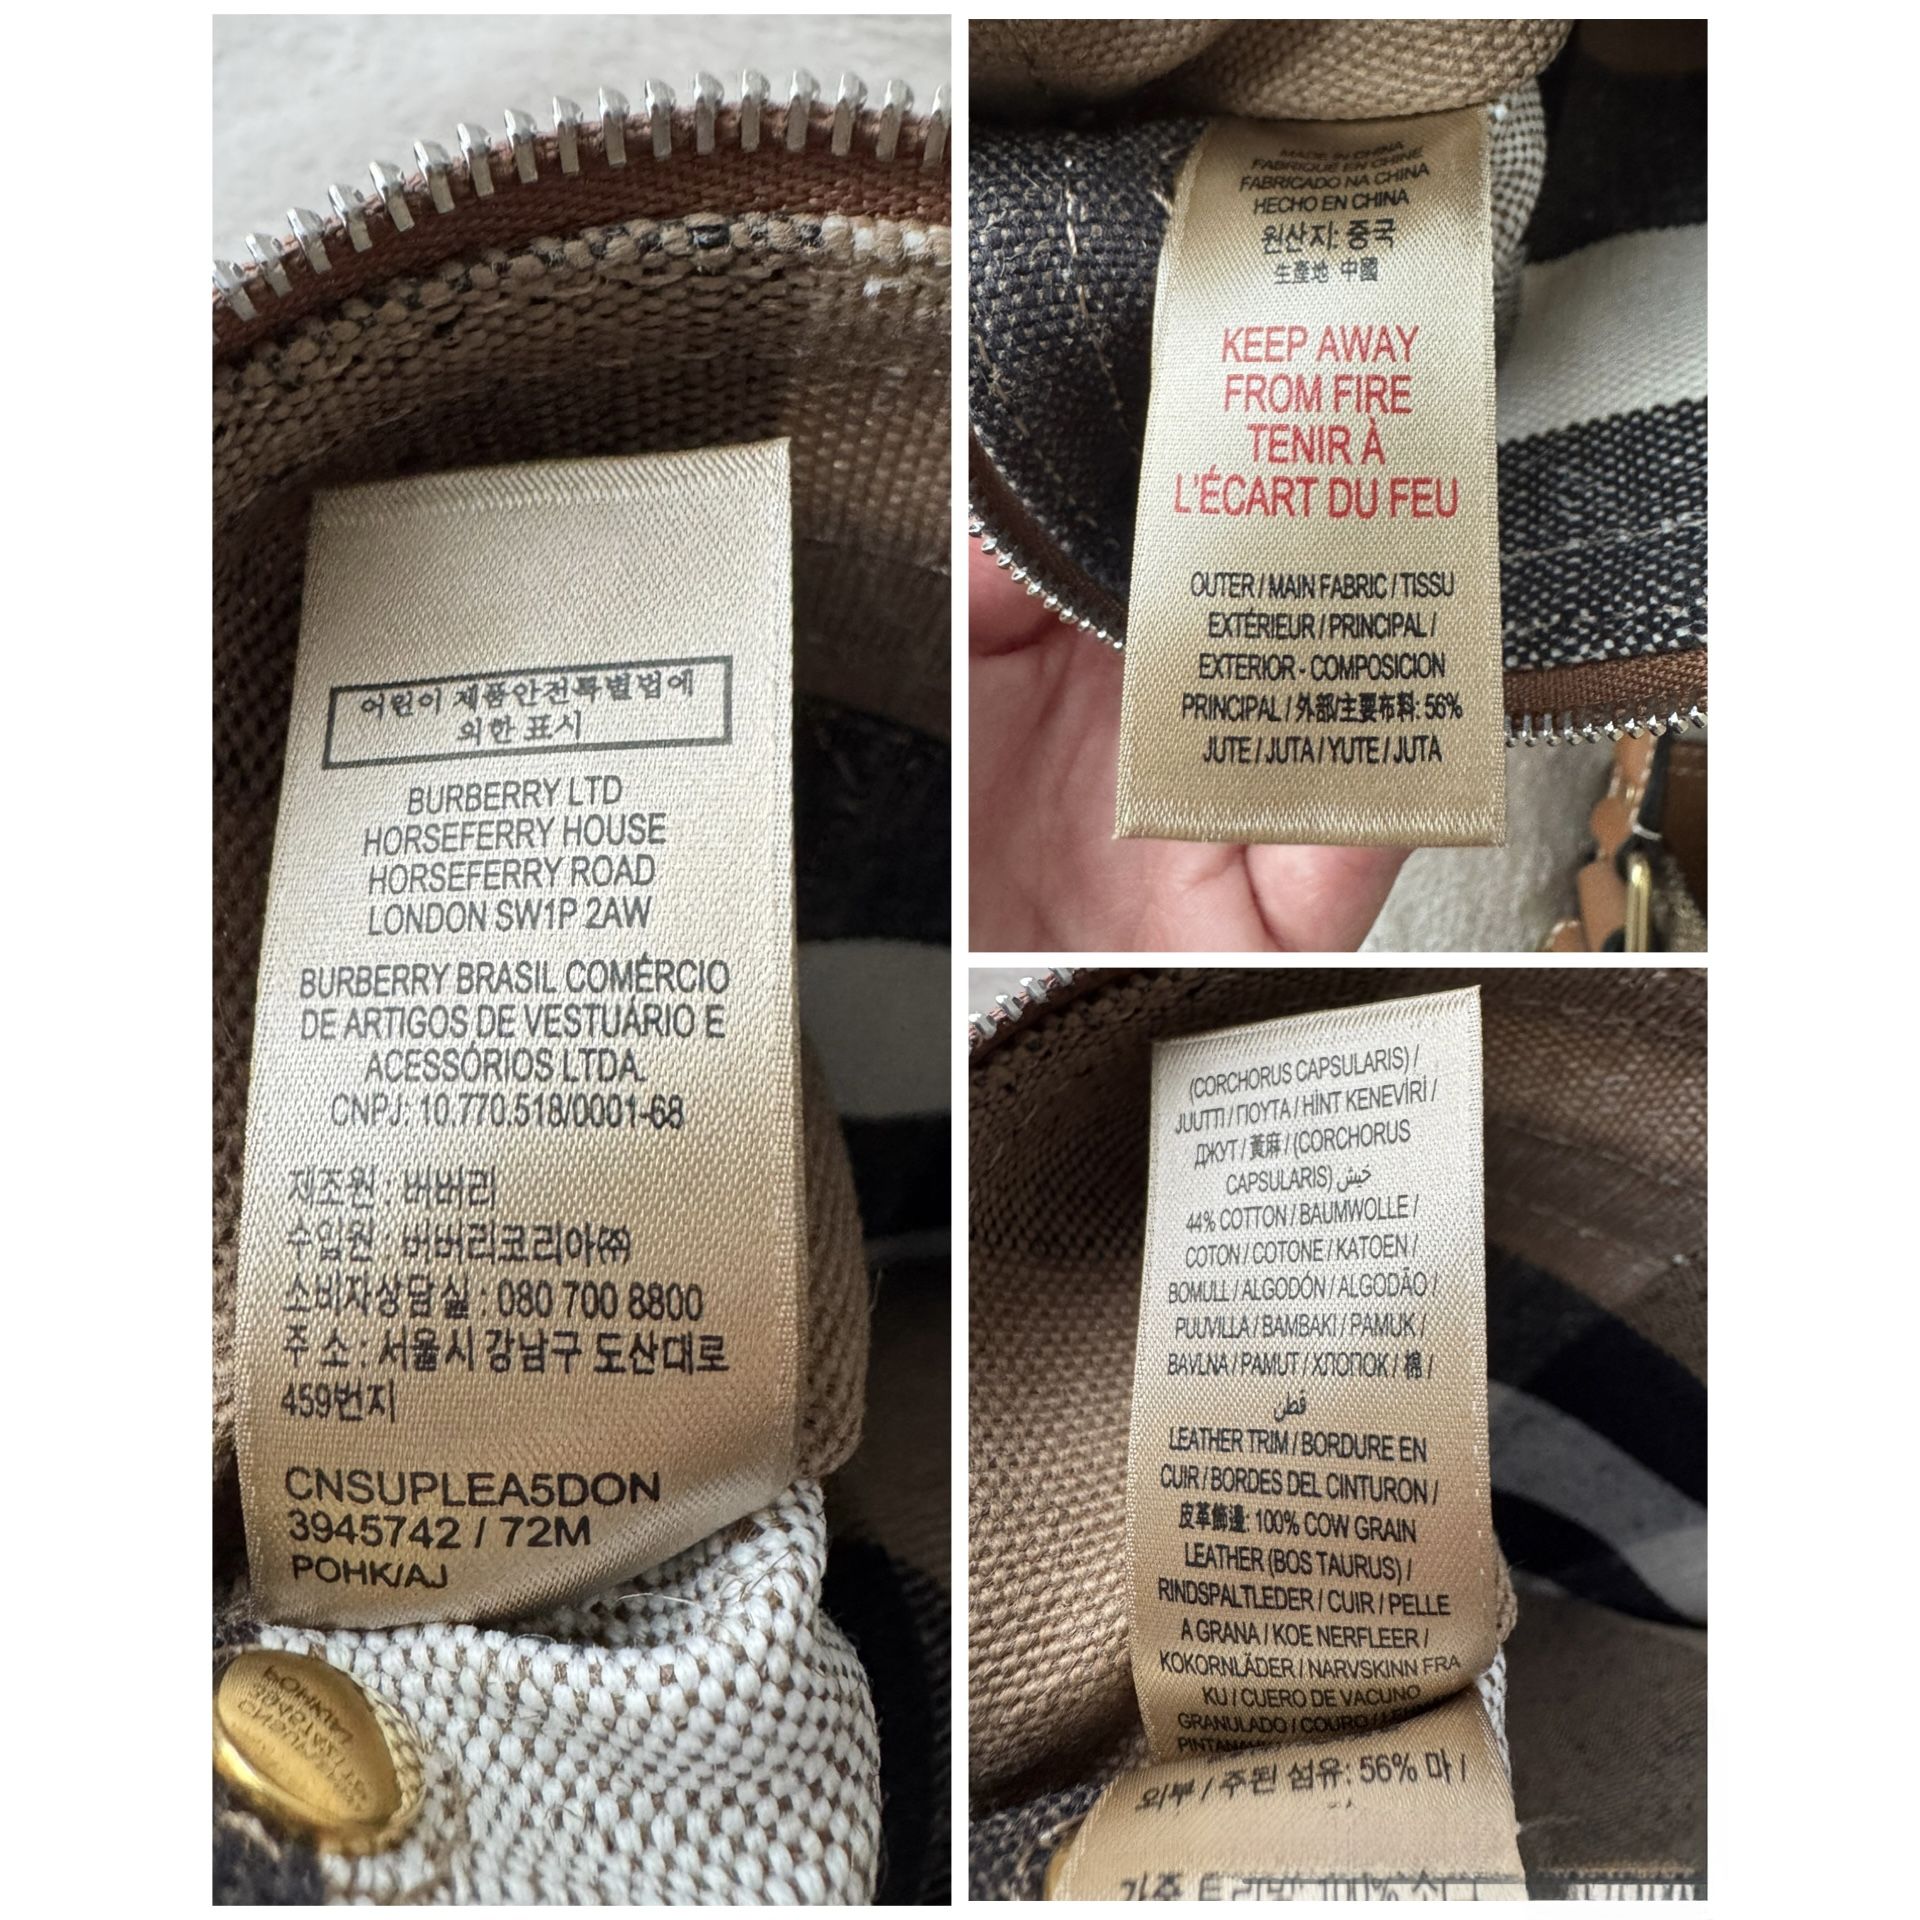 어린이 제품안전특별법에
의한 표시
BURBERRY LTD
HORSEFERRY HOUSE
HORSEFERRY ROAD
LONDON SW1P 2AW
BURBERRY BRASIL COMÉRCIO
DE ARTIGOS DE VESTUÁRIO E
ACESSÓRIOS LTDA.
CNPJ: 10.770.518/0001-68
제조원 : 버버리
수입원 : 버버리코리아㈜
소비자상담실 : 080 700 8800
주 소 : 서울시 강남구 도산대로
459번지
CNSUPLEA5DON
3945742 / 72M
POHK/AJ
MADE IN CHINA
FABRIQUÉ EN CHINE
FABRICADO NA CHINA
HECHO EN CHINA
원산지: 중국
生產地: 中國
KEEP AWAY
FROM FIRE
TENIR À
L'ÉCART DU FEU
OUTER / MAIN FABRIC / TISSU
EXTÉRIEUR / PRINCIPAL /
EXTERIOR - COMPOSICION
PRINCIPAL / 外部/主要布料: 56%
JUTE / JUTA / YUTE / JUTA
(CORCHORUS CAPSULARIS) /
JUUTTI / ΓΙΟΥΤΑ / HİNT KENEVİRİ /
ДЖУТ / 黃麻 / (CORCHORUS
CAPSULARIS) خيش
44% COTTON / BAUMWOLLE /
COTON / COTONE / KATOEN /
BOMULL / ALGODÓN / ALGODÃO /
PUUVILLA / BAMBAKI / PAMUK /
BAVLNA / PAMUT / ХЛОПОК / 棉 /
قطن
LEATHER TRIM / BORDURE EN
CUIR / BORDES DEL CINTURON /
皮革飾邊: 100% COW GRAIN
LEATHER (BOS TAURUS) /
RINDSPALTLEDER / CUIR / PELLE
A GRANA / KOE NERFLEER /
KOKORNLÄDER / NARVSKINN FRA
KU / CUERO DE VACUNO
GRANULADO / COURO /
외부 / 주된 섬유: 56% 마 /